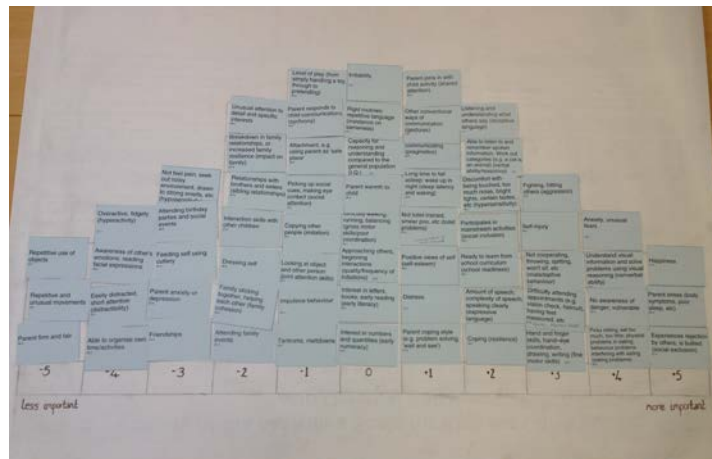 Level of play (from
simply handling a toy
through to
pretending)
Irritability
Parent joins in with
child activity (shared
attention)
Unusual attention to
detail and specific
interests
Parent responds to
child communications
(synchrony)
Rigid routines,
repetitive language
(insistence on
sameness)
Other conventional
ways of
communication
(gestures)
Listening and
understanding what
others say (receptive
language)
Breakdown in family
relationships, or
increased family
resilience (impact on
family)
Attachment, e.g.
using parent as 'safe
place'
Capacity for
reasoning and
understanding
compared to the
general population
(I.Q.)
communicating
(pragmatics)
Able to listen to and
remember spoken
information. Work out
categories (e.g. a cat is
an animal) (verbal
Not feel pain, seek
out noisy
environment, drawn
to strong smells, etc
Relationships with
brothers and sisters
(sibling relationships)
Picking up social
cues, making eye
contact (social
attention)
Parent warmth to
child
Long time to fall
asleep; wake up in
night (sleep latency
and waking)
Discomfort with
being touched, too
much noise, bright
lights, certain tastes
etc (hypersensitivity)
Fighting, hitting
others (aggression)
Overactive, fidgety
(hyperactivity)
Attending birthday
parties and social
events
Interaction skills with
other children
Copying other
people (imitation)
running, balancing
(gross motor
skills/poor
coordination)
Not toilet trained,
smear poo, etc (toilet
problems)
Participates in
mainstream activities
(social inclusion)
Self-injury
Anxiety, unusual
fears
Repetitive use of
objects
Awareness of other's
emotions; reading
facial expressions
Feeding self using
cutlery
Dressing self
Looking at object
and other person
(joint attention skills)
Approaching others,
beginning
interactions
(quality/frequency of
initiations)
Positive views of self
(self-esteem)
Ready to learn from
school curriculum
(school readiness)
Not cooperating,
throwing, spitting,
won't sit, etc
(maladaptive
behaviour)
Understand visual
information and solve
problems using visual
reasoning (nonverbal
ability)
Happiness
Repetitive and
unusual movements
Easily distracted,
short attention
(distractibility)
Parent anxiety or
depression
Family sticking
together, helping
each other (family
cohesion)
Impulsive behaviour
Interest in letters,
books, early reading
(early literacy)
Distress
Amount of speech,
complexity of speech,
speaking clearly
(expressive
language)
Difficulty attending
appointments (e.g.
vision check, haircut),
having feet
measured, etc
No awareness of
danger, vulnerable
Parent stress (body
symptoms, poor
sleep, etc)
Parent firm and fair
Able to organise own
time/activities
Friendships
Attending family
events
Tantrums, meltdowns
Interest in numbers
and quantities (early
numeracy)
Parent coping style
(e.g. problem solving,
Coping (resilience)
Hand and finger
skills, hand-eye
coordination,
drawing, writing (fine
motor skills)
Experiences rejection
by others, is bullied
(social exclusion)
-5 -4 -3 -2 -1 0 +1 +2 +3 +4 +5
less important more important